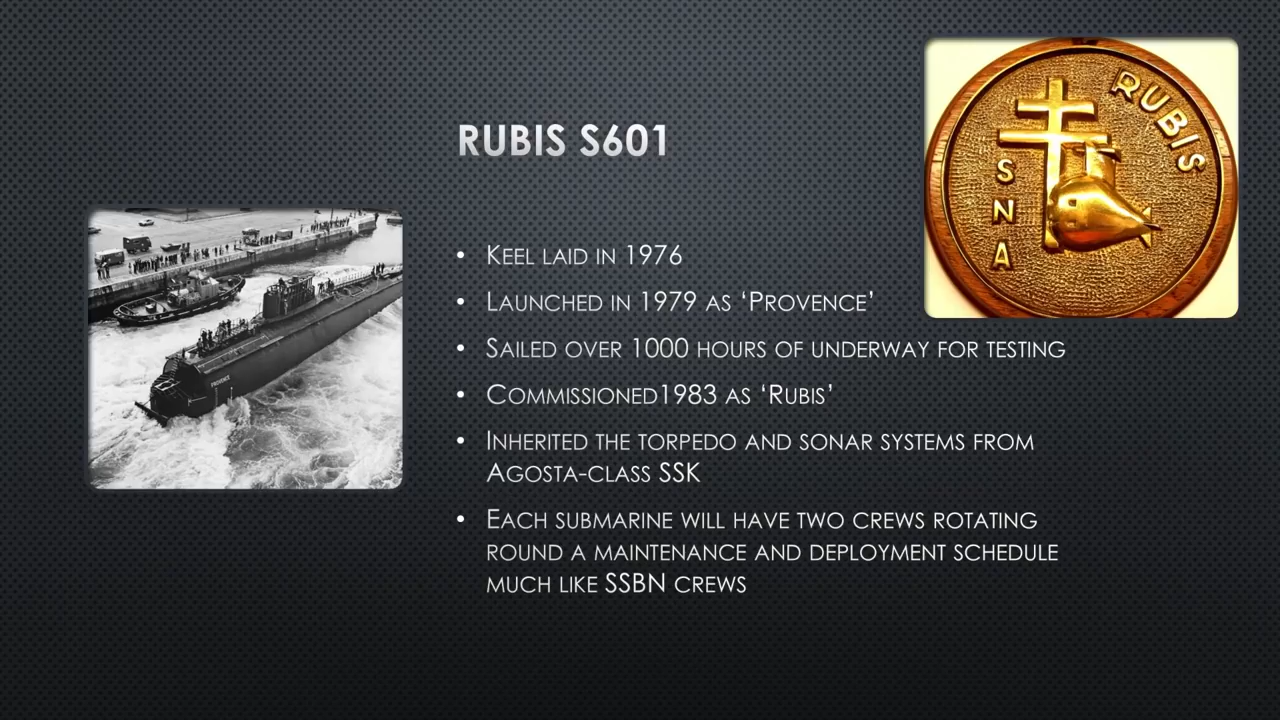 RUBIS S601
RUBIS
SNA
PROVENCE
• Keel laid in 1976
• Launched in 1979 as ‘Provence’
• Sailed over 1000 hours of underway for testing
• Commissioned1983 as ‘Rubis’
• Inherited the torpedo and sonar systems from
Agosta-class SSK
• Each submarine will have two crews rotating
round a maintenance and deployment schedule
much like SSBN crews